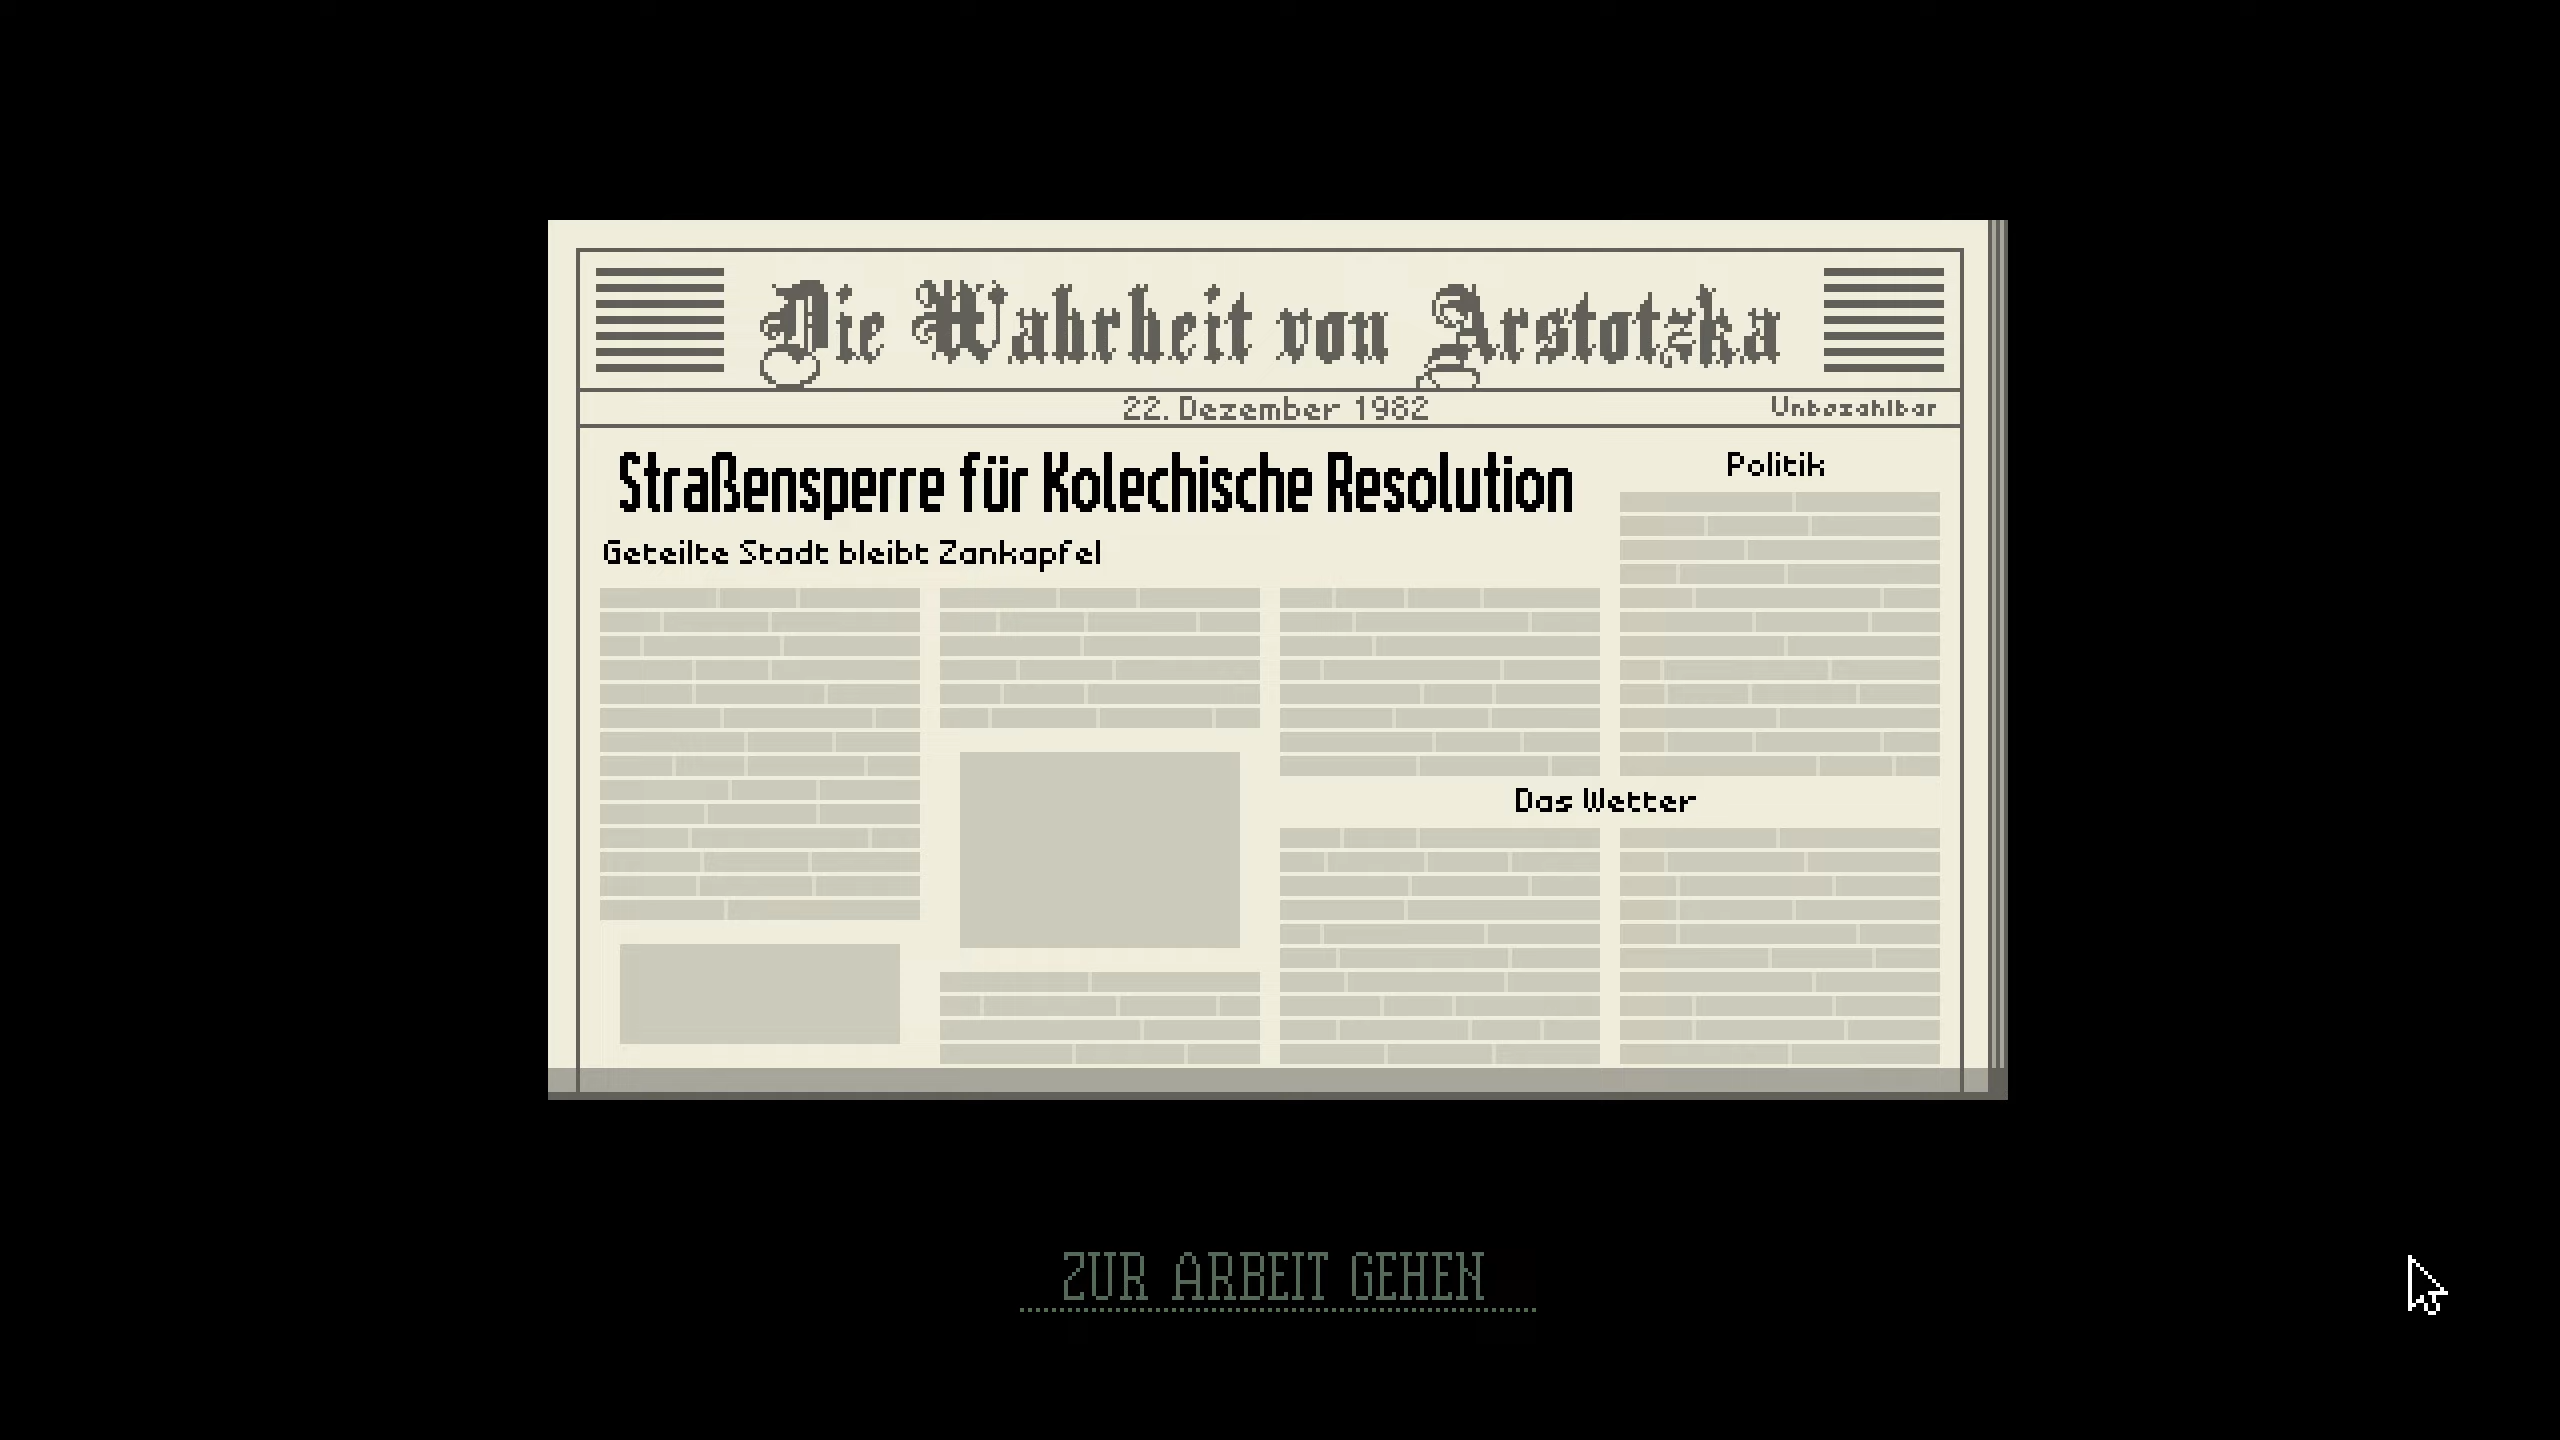 Die Wahrheit von Arstotzka
22. Dezember 1982
Unbezahlbar
Straßensperre für Kolechische Resolution
Geteilte Stadt bleibt Zankapfel
Politik
Das Wetter
ZUR ARBEIT GEHEN